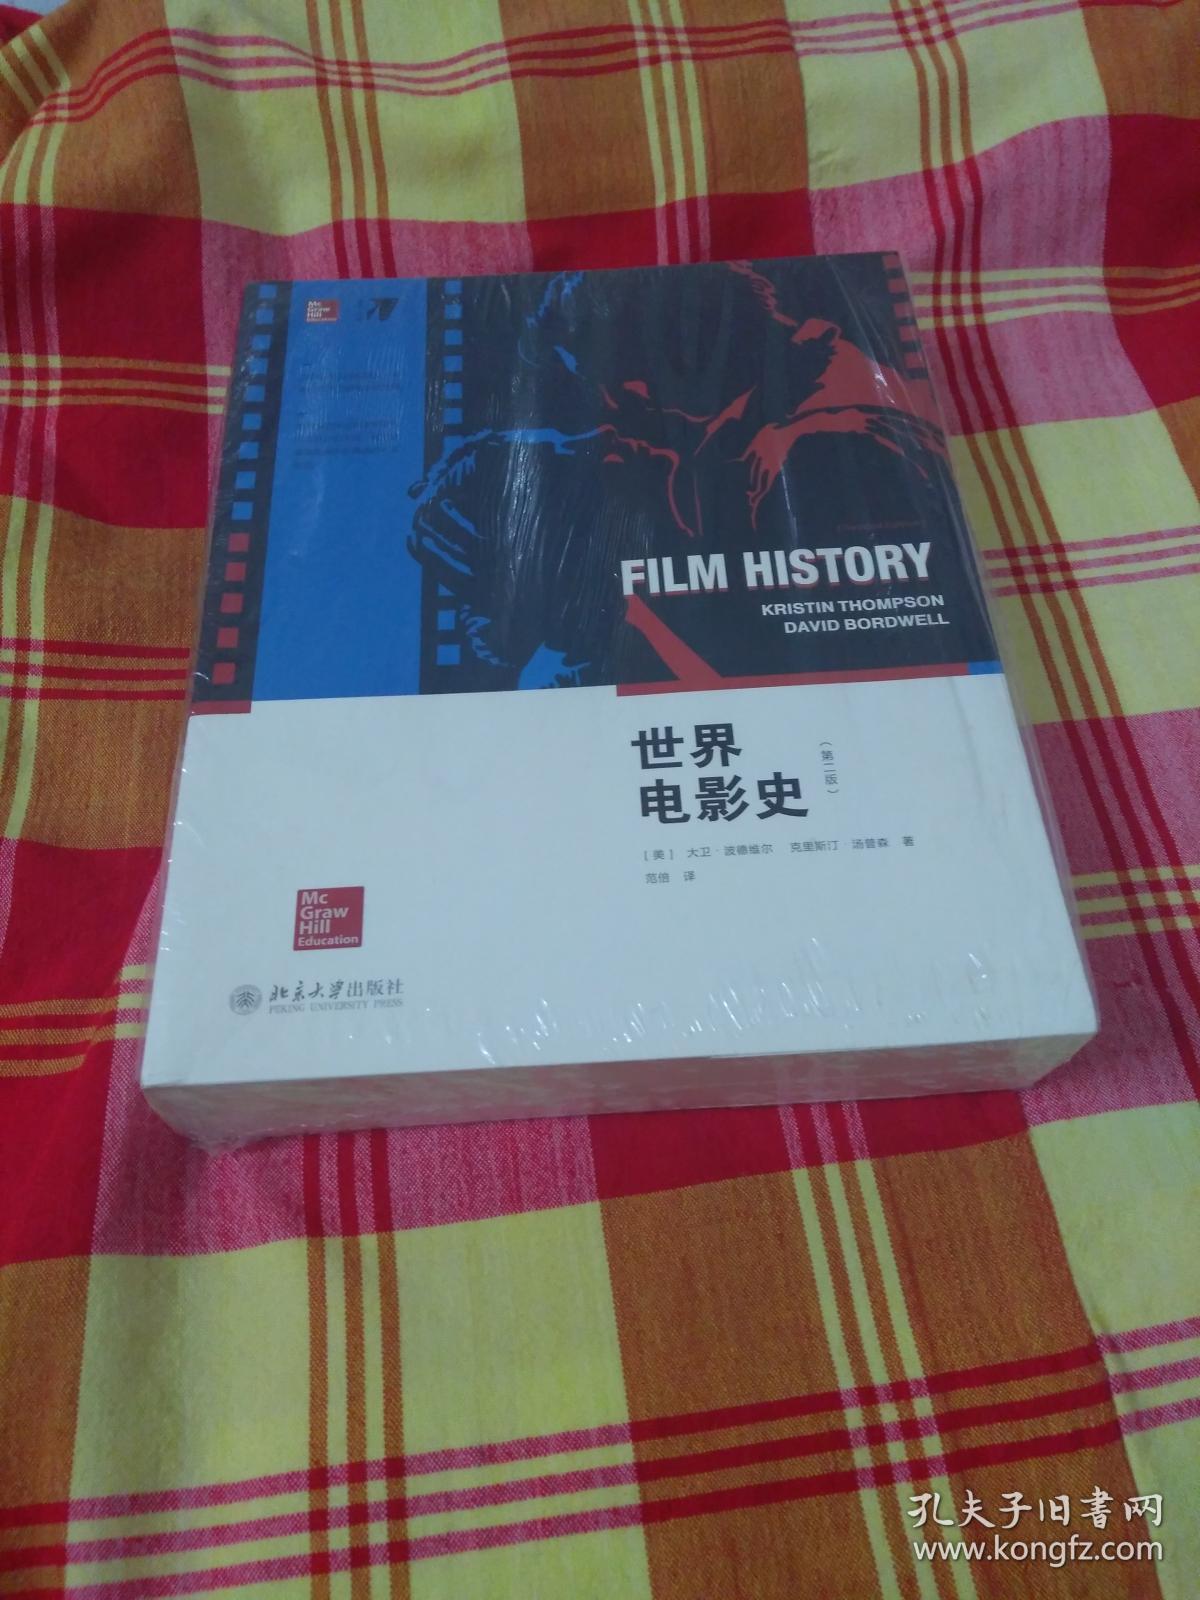 Mc
Graw
Hill
Education
FILM HISTORY
KRISTIN THOMPSON
DAVID BORDWELL
世界
电影史
(第二版)
[美] 大卫·波德维尔 克里斯汀·汤普森 著
范倍 译
Mc
Graw
Hill
Education
北京大学出版社
PEKING UNIVERSITY PRESS
孔夫子旧書网
www.kongfz.com